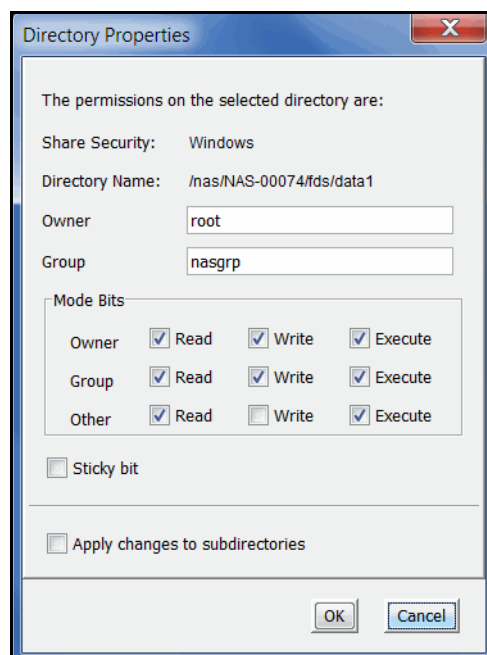 Directory Properties
X
The permissions on the selected directory are:
Share Security: Windows
Directory Name: /nas/NAS-00074/fds/data1
Owner root
Group nasgrp
Mode Bits
Owner Read Write Execute
Group Read Write Execute
Other Read Write Execute
Sticky bit
Apply changes to subdirectories
OK Cancel